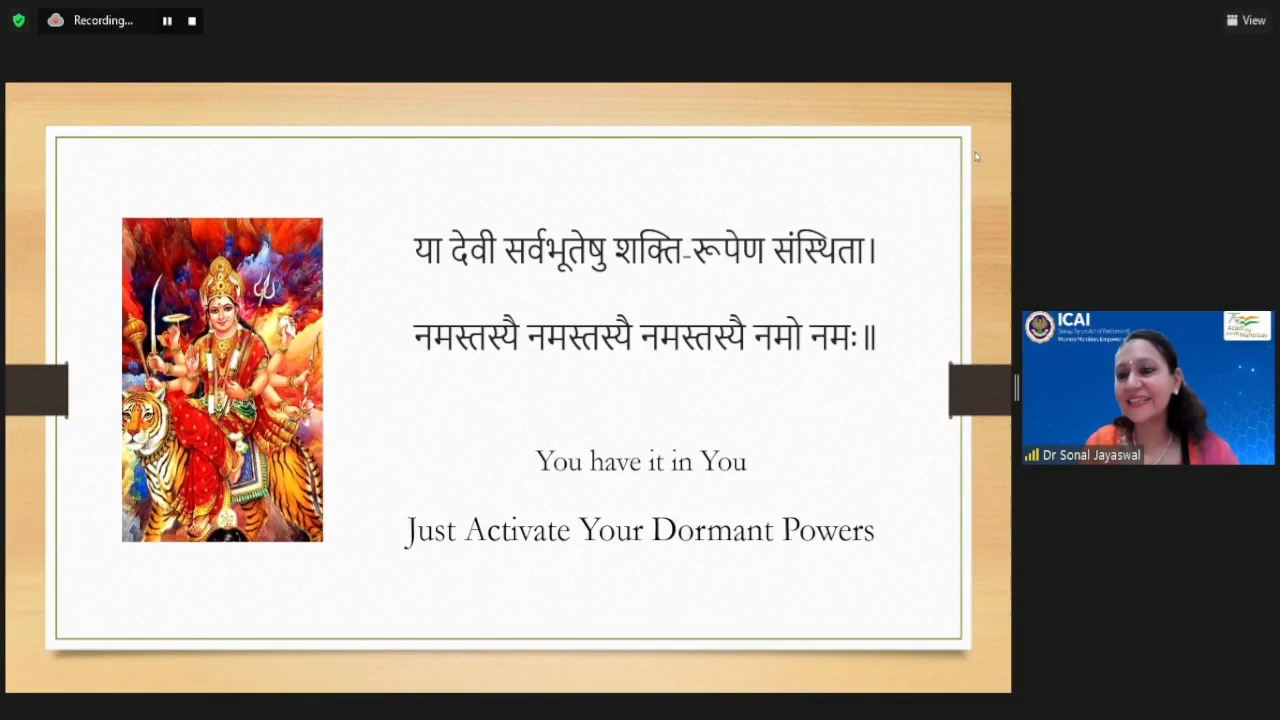 Recording...
View
या देवी सर्वभूतेषु शक्ति-रूपेण संस्थिता।
नमस्तस्यै नमस्तस्यै नमस्तस्यै नमो नमः॥
You have it in You
Just Activate Your Dormant Powers
ICAI
Dr Sonal Jayaswal